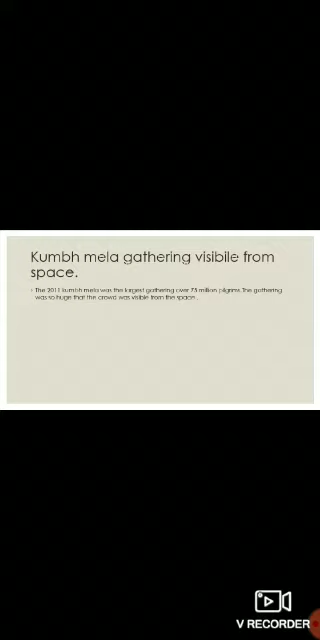 Kumbh mela gathering visibile from
space.
The 2011 kumbh mela was the largest gathering over 75 million pilgrims. The gathering
was so huge that the crowd was visible from the space .
V RECORDER